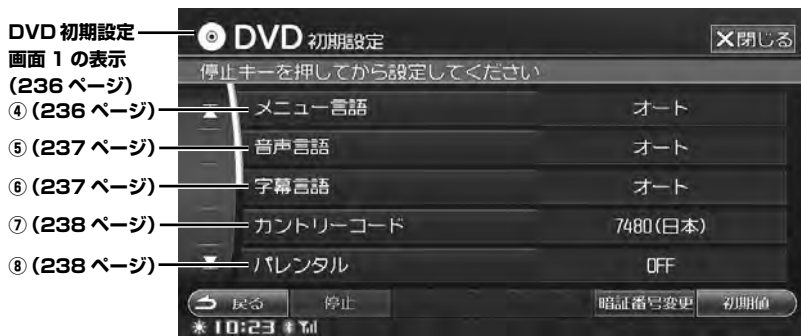 DVD 初期設定
画面 1 の表示
(236 ページ)
④(236 ページ)
⑤(237 ページ)
⑥(237 ページ)
⑦(238 ページ)
⑧(238 ページ)
DVD 初期設定
×閉じる
停止キーを押してから設定してください
メニュー言語 オート
音声言語 オート
字幕言語 オート
カントリーコード 7480(日本)
パレンタル OFF
戻る 停止 暗証番号変更 初期値
10:23